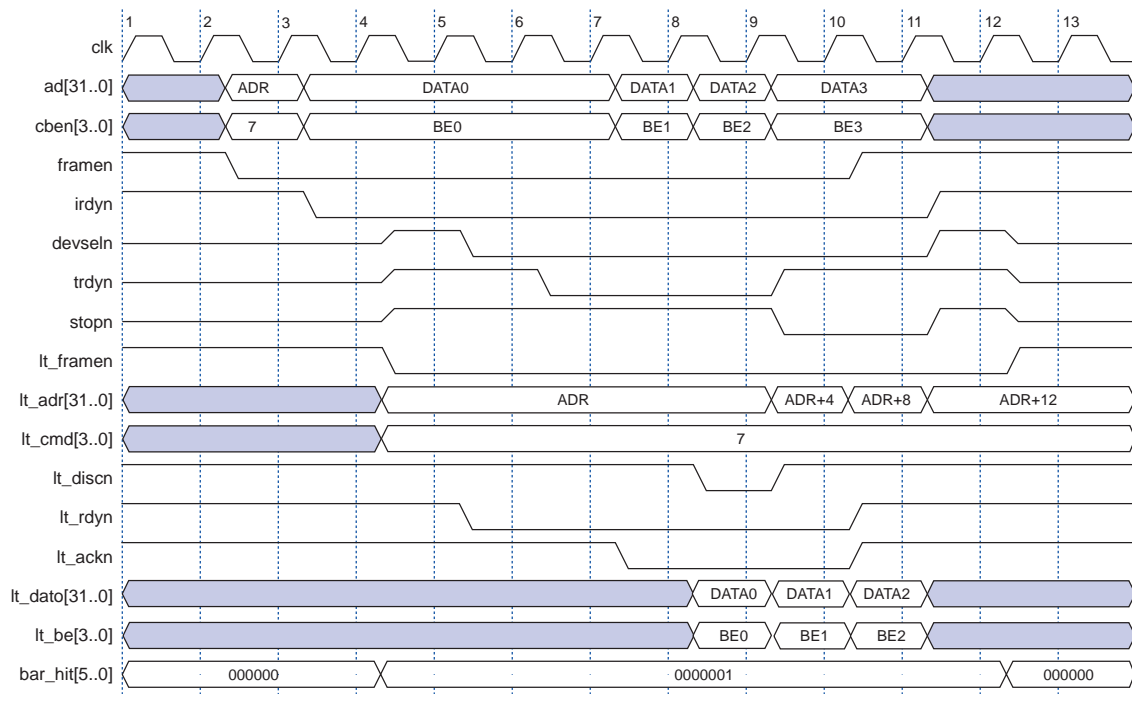 1 2 3 4 5 6 7 8 9 10 11 12 13
clk
ad[31..0] ADR DATA0 DATA1 DATA2 DATA3
cben[3..0] 7 BE0 BE1 BE2 BE3
framen
irdyn
devseln
trdyn
stopn
lt_framen
lt_adr[31..0] ADR ADR+4 ADR+8 ADR+12
lt_cmd[3..0] 7
lt_discn
lt_rdyn
lt_ackn
lt_dato[31..0] DATA0 DATA1 DATA2
lt_be[3..0] BE0 BE1 BE2
bar_hit[5..0] 000000 0000001 000000